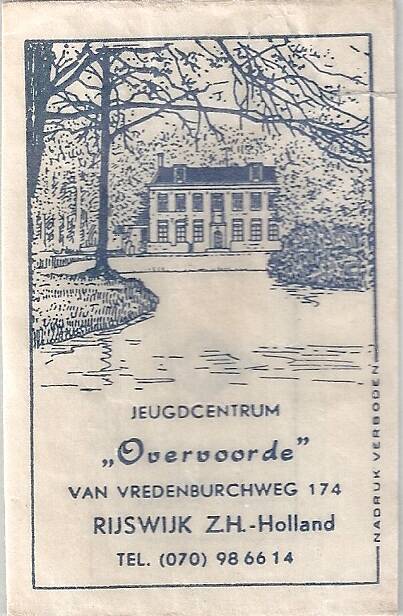 JEUGDCENTRUM
„Overvoorde”
VAN VREDENBURCHWEG 174
RIJSWIJK Z.H.-Holland
TEL. (070) 98 66 14
NADRUK VERBODEN